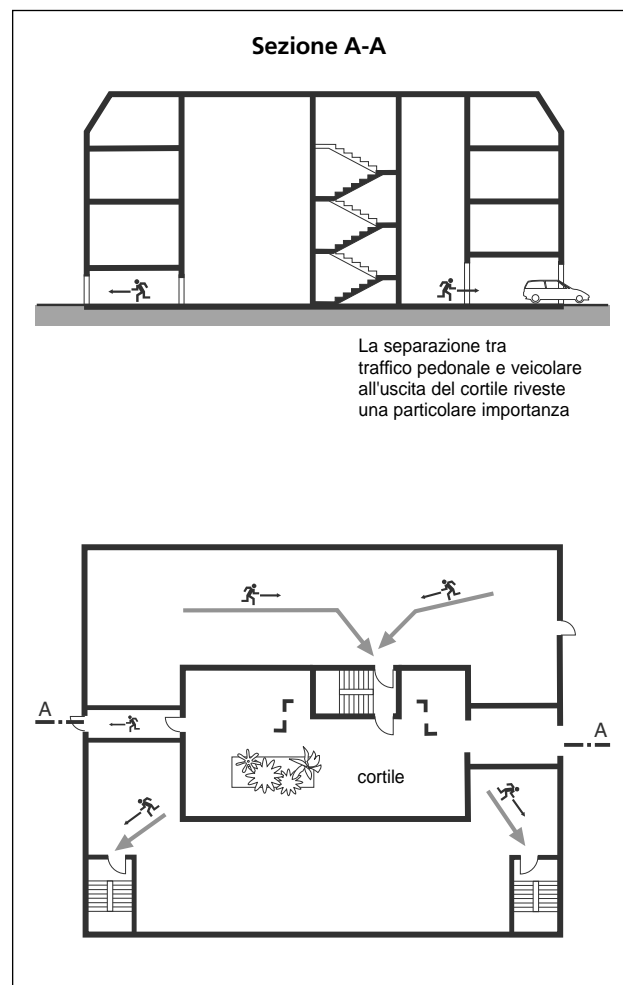 Sezione A-A
La separazione tra
traffico pedonale e veicolare
all'uscita del cortile riveste
una particolare importanza
A
A
cortile